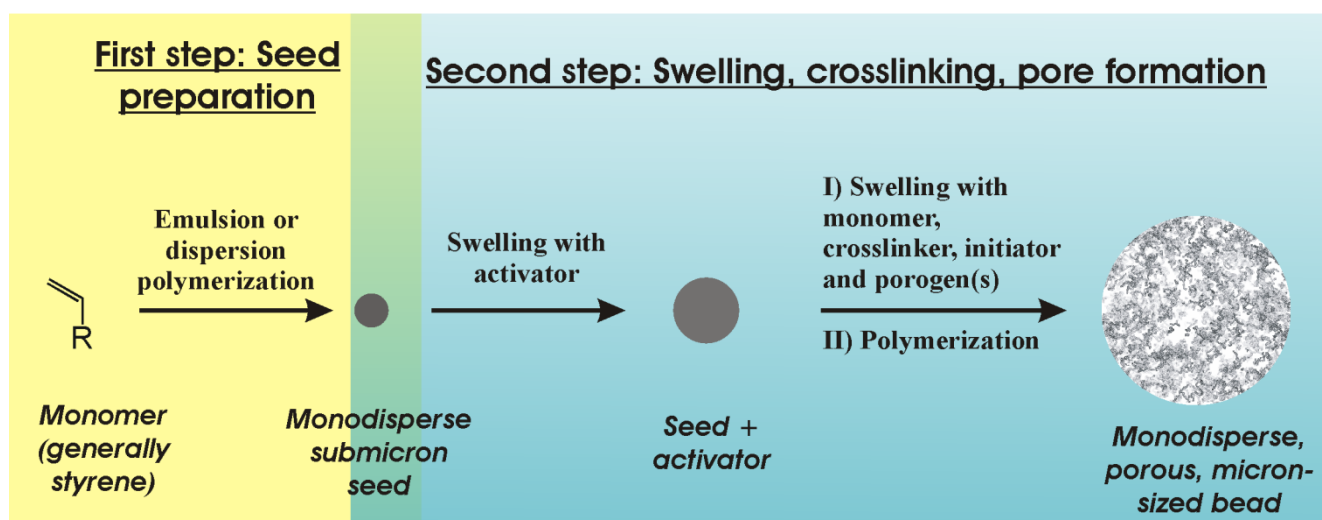 First step: Seed
preparation
Second step: Swelling, crosslinking, pore formation
Emulsion or
dispersion
polymerization
Swelling with
activator
I) Swelling with
monomer,
crosslinker, initiator
and porogen(s)
II) Polymerization
R
Monomer
(generally
styrene)
Monodisperse
submicron
seed
Seed +
activator
Monodisperse,
porous, micron-
sized bead